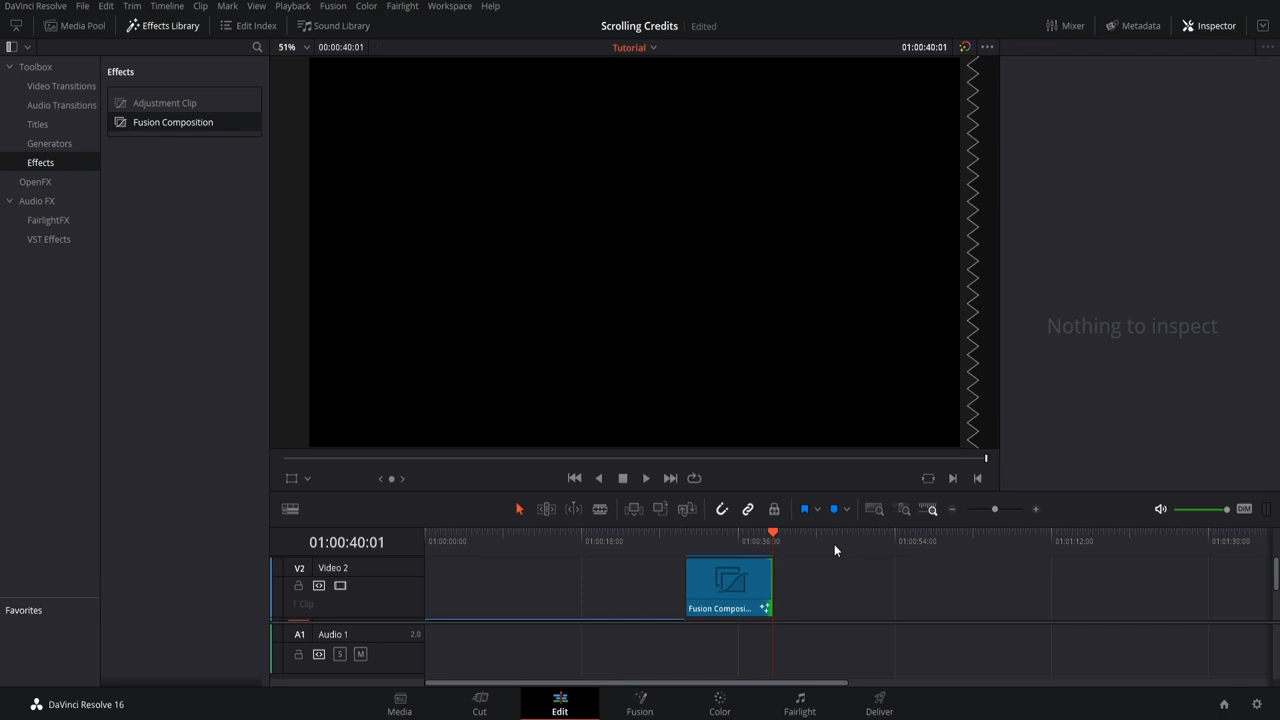 DaVinci Resolve File Edit Trim Timeline Clip Mark View Playback Fusion Color Fairlight Workspace Help
Media Pool Effects Library Edit Index Sound Library Scrolling Credits Edited Mixer Metadata Inspector
51% 00:00:40:01 Tutorial 01:00:40:01
Toolbox
Video Transitions
Audio Transitions
Titles
Generators
Effects
OpenFX
Audio FX
FairlightFX
VST Effects
Effects
Adjustment Clip
Fusion Composition
Nothing to inspect
DIM
01:00:40:01
01:00:00:00 01:00:18:00 01:00:36:00 01:00:54:00 01:01:12:00 01:01:30:00
V2 Video 2
1 Clip
Fusion Composi...
A1 Audio 1 2.0
S M
Favorites
DaVinci Resolve 16
Media Cut Edit Fusion Color Fairlight Deliver